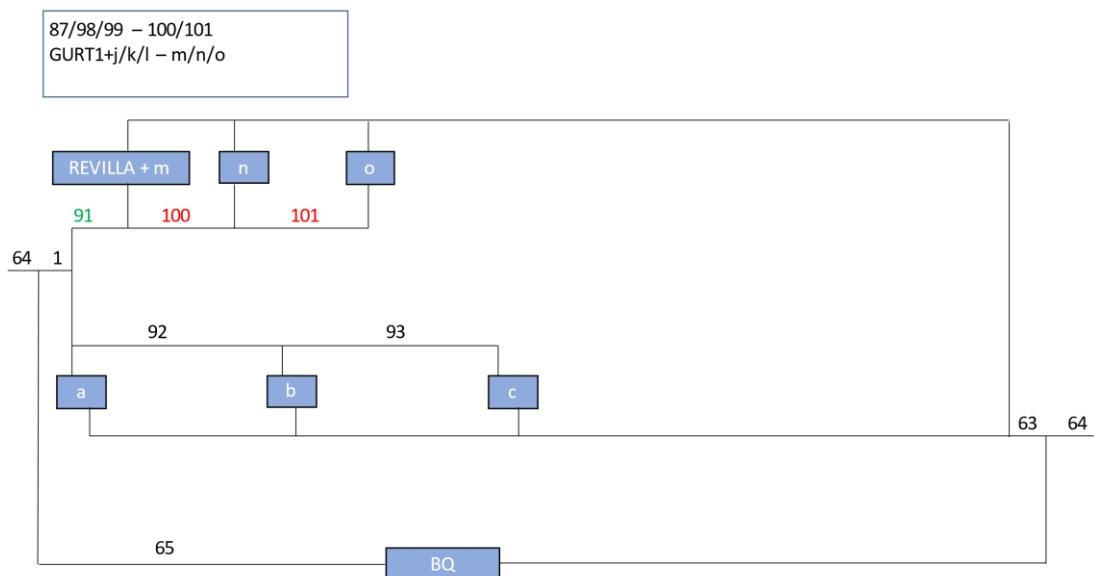 87/98/99 – 100/101
GURT1+j/k/l – m/n/o
REVILLA + m n o
91 100 101
64 1
92 93
a b c
63 64
65
BQ